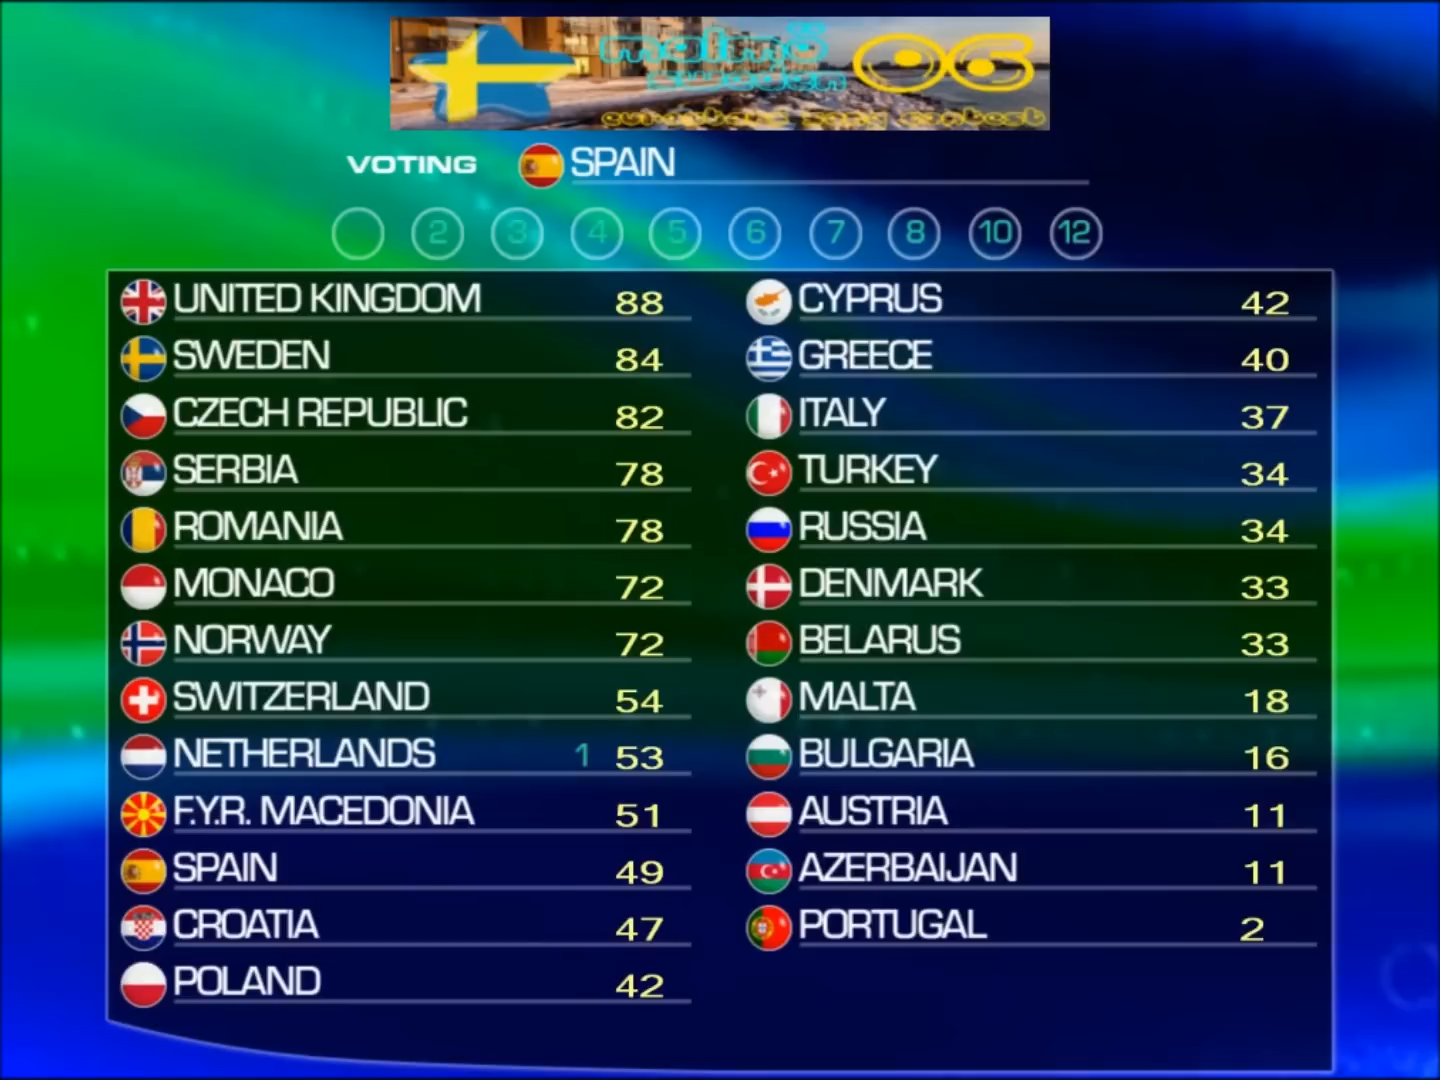 malmö
sweden
06
VOTING SPAIN
2 3 4 5 6 7 8 10 12
UNITED KINGDOM 88
SWEDEN 84
CZECH REPUBLIC 82
SERBIA 78
ROMANIA 78
MONACO 72
NORWAY 72
SWITZERLAND 54
NETHERLANDS 1 53
F.Y.R. MACEDONIA 51
SPAIN 49
CROATIA 47
POLAND 42
CYPRUS 42
GREECE 40
ITALY 37
TURKEY 34
RUSSIA 34
DENMARK 33
BELARUS 33
MALTA 18
BULGARIA 16
AUSTRIA 11
AZERBAIJAN 11
PORTUGAL 2